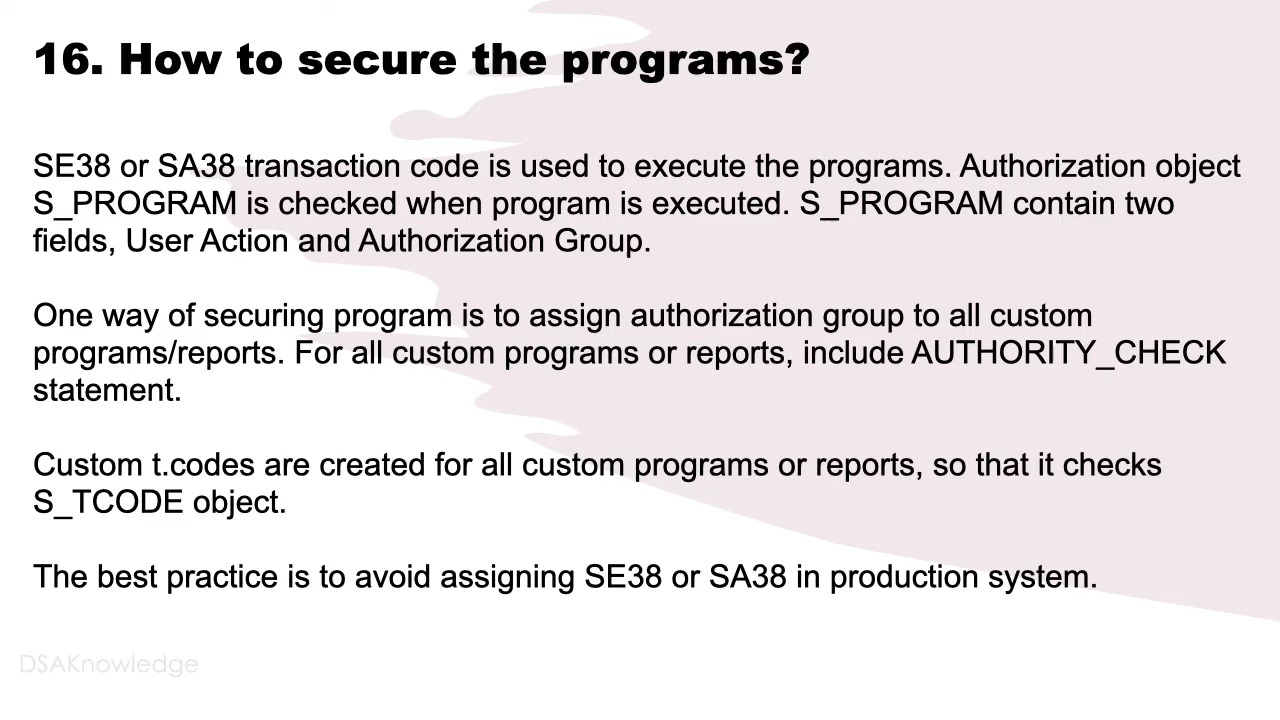 16. How to secure the programs?
SE38 or SA38 transaction code is used to execute the programs. Authorization object
S_PROGRAM is checked when program is executed. S_PROGRAM contain two
fields, User Action and Authorization Group.
One way of securing program is to assign authorization group to all custom
programs/reports. For all custom programs or reports, include AUTHORITY_CHECK
statement.
Custom t.codes are created for all custom programs or reports, so that it checks
S_TCODE object.
The best practice is to avoid assigning SE38 or SA38 in production system.
DSAKnowledge